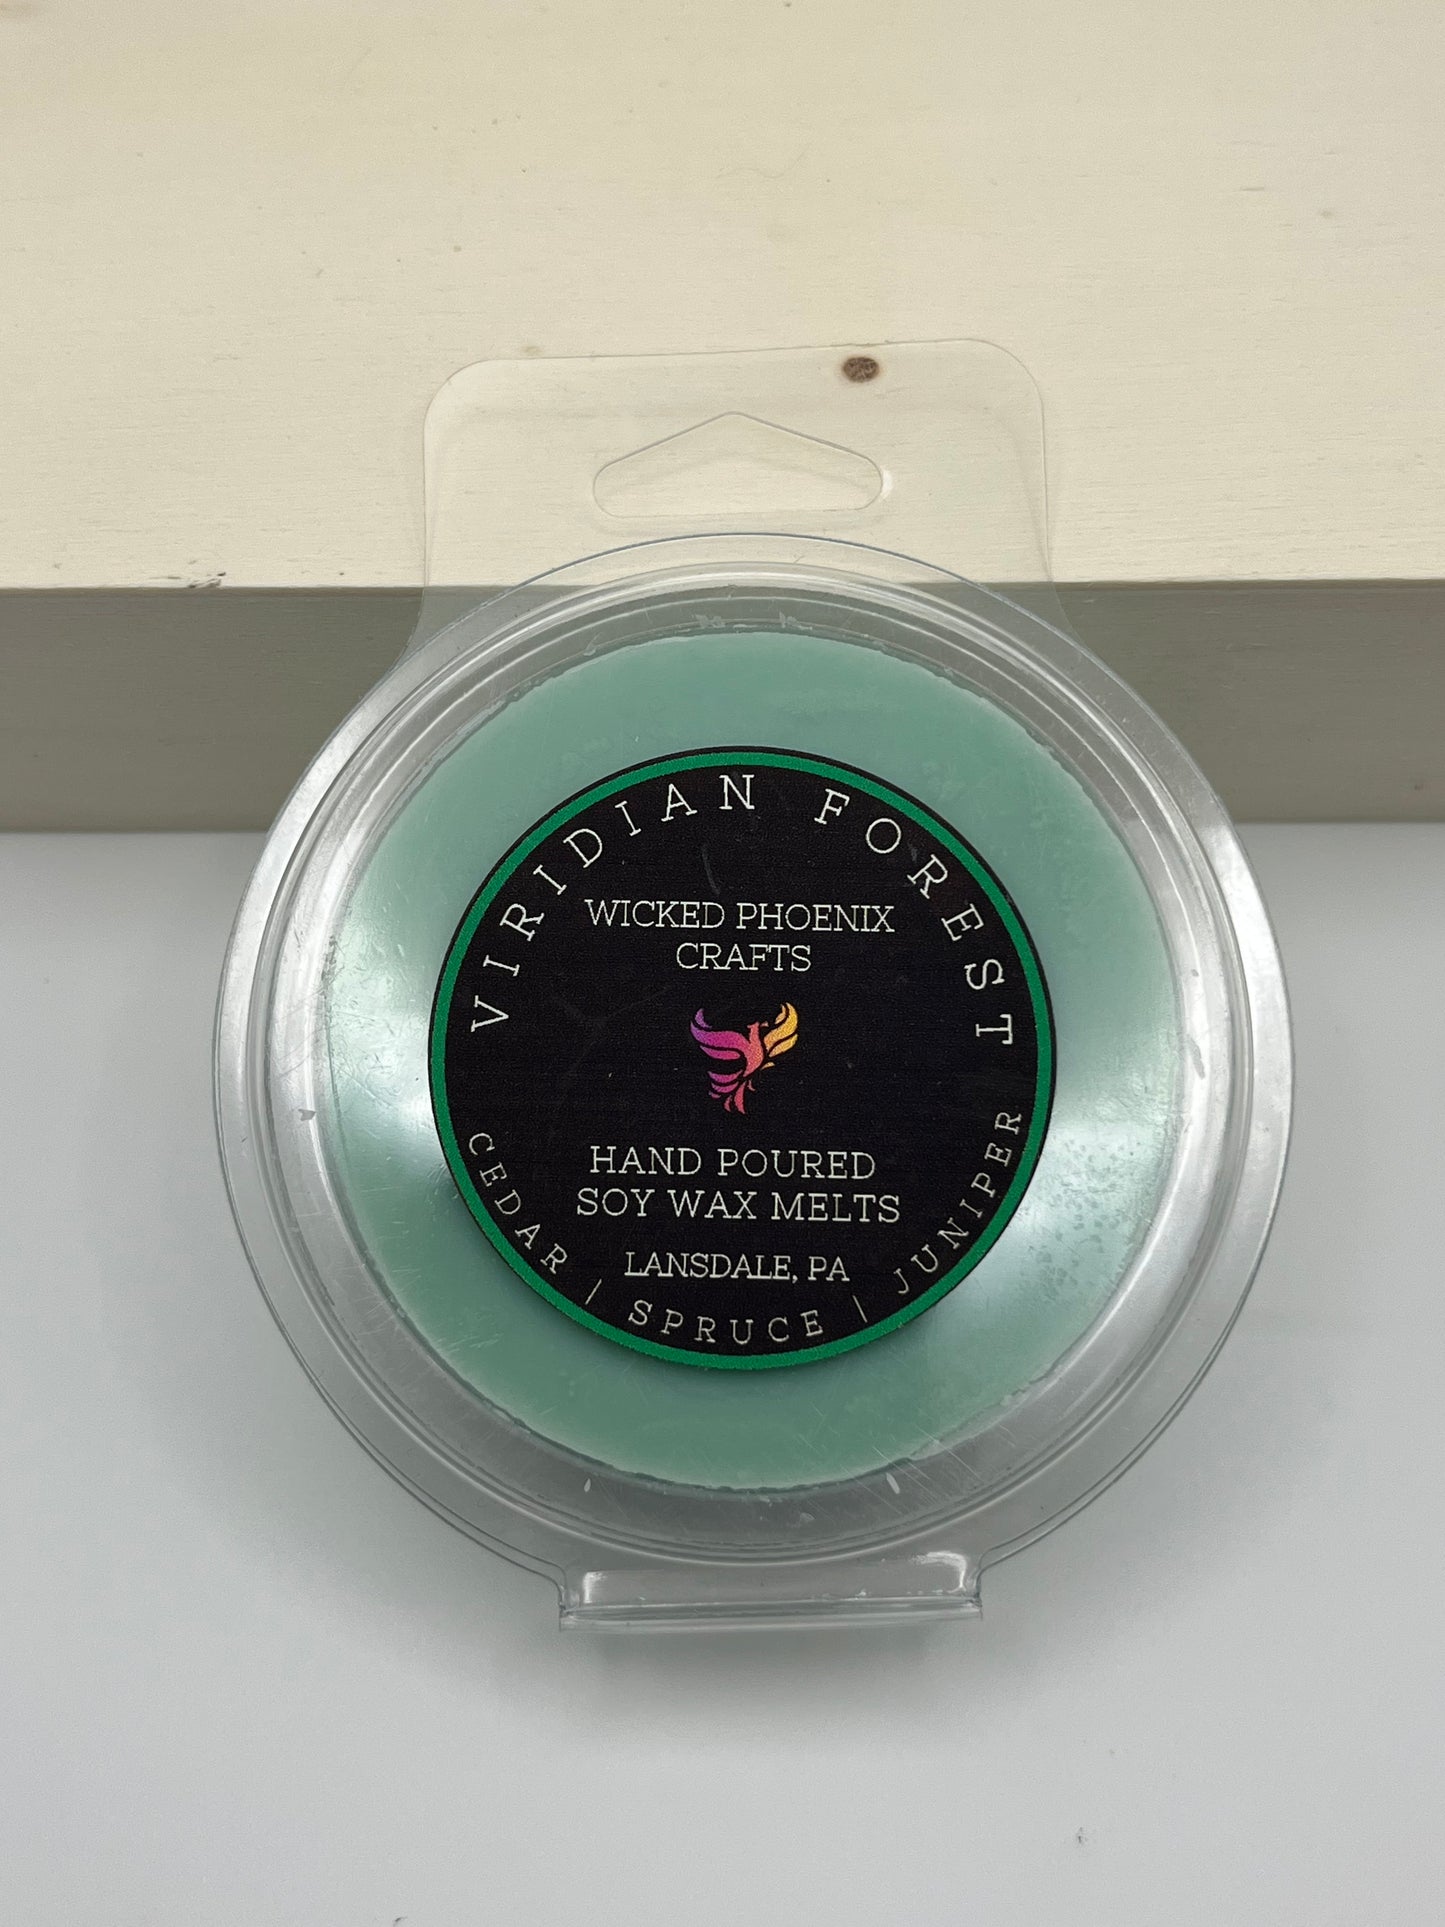 VIRIDIAN FOREST
WICKED PHOENIX
CRAFTS
HAND POURED
SOY WAX MELTS
LANSDALE, PA
CEDAR | SPRUCE | JUNIPER